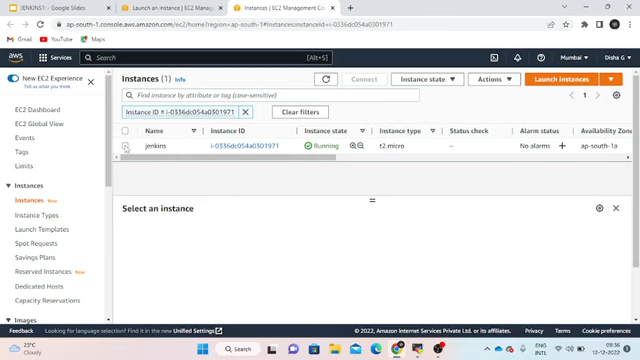 JENKINS1 - Google Slides
Launch an instance | EC2 Manag
Instances | EC2 Management Con
ap-south-1.console.aws.amazon.com/ec2/home?region=ap-south-1#Instances:instanceId=i-0336dc054a0301971
Gmail YouTube Maps
aws Services Search [Alt+S] Mumbai Disha G
New EC2 Experience
Tell us what you think
EC2 Dashboard
EC2 Global View
Events
Tags
Limits
Instances
Instances New
Instance Types
Launch Templates
Spot Requests
Savings Plans
Reserved Instances New
Dedicated Hosts
Capacity Reservations
Images
Instances (1) Info
Connect Instance state Actions Launch Instances
Find instance by attribute or tag (case-sensitive)
1
Instance ID = i-0336dc054a0301971 Clear filters
Name Instance ID Instance state Instance type Status check Alarm status Availability Zone
jenkins i-0336dc054a0301971 Running t2.micro – No alarms + ap-south-1a
Select an instance
Feedback Looking for language selection? Find it in the new Unified Settings © 2022, Amazon Internet Services Private Ltd. or its affiliates. Privacy Terms Cookie preferences
23°C
Cloudy
Search
ENG
INTL
09:36
12-12-2022